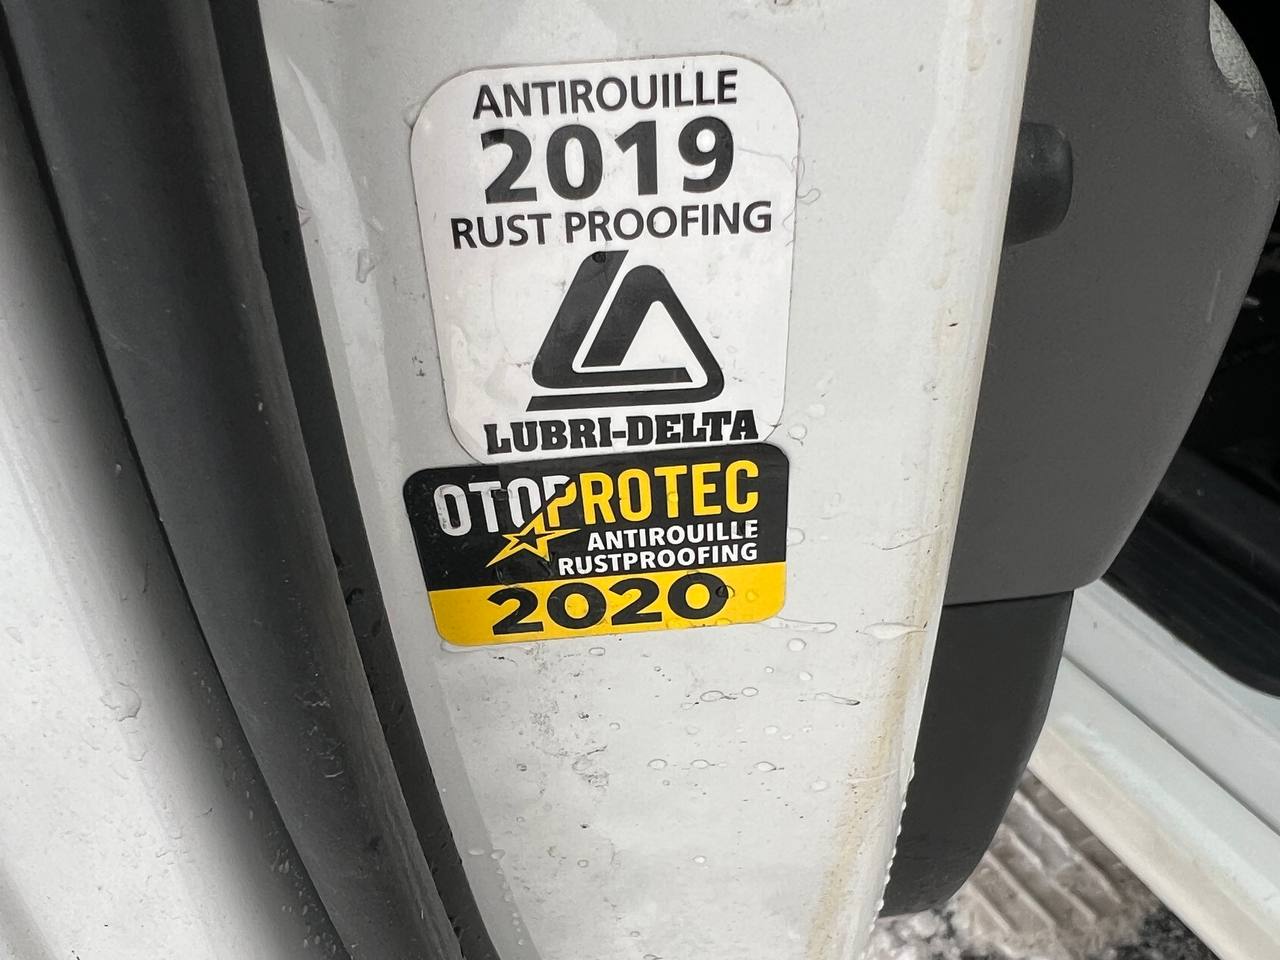 ANTIROUILLE
2019
RUST PROOFING
LUBRI-DELTA
OTOPROTEC
ANTIROUILLE
RUSTPROOFING
2020